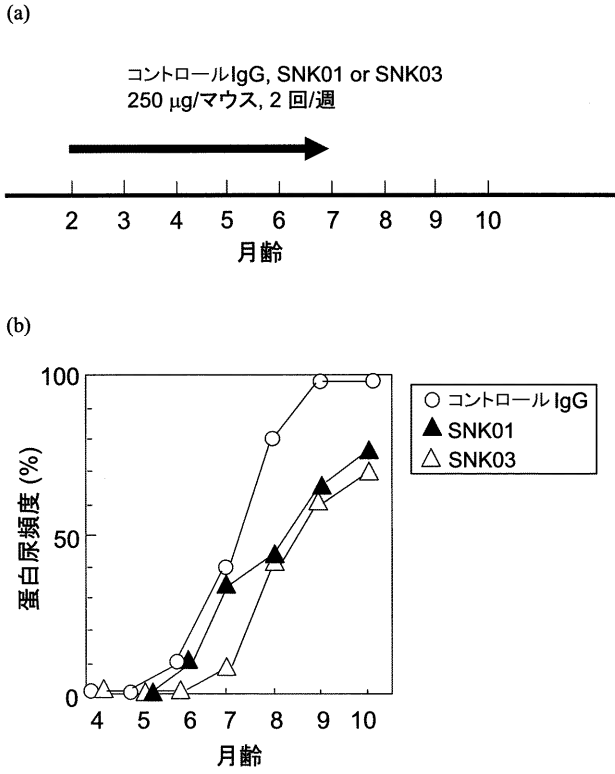 (a)
コントロールIgG, SNK01 or SNK03
250 μg/マウス, 2 回/週
2 3 4 5 6 7 8 9 10
月齢
(b)
100
50
0
蛋白尿頻度 (%)
4 5 6 7 8 9 10
月齢
コントロール IgG
SNK01
SNK03